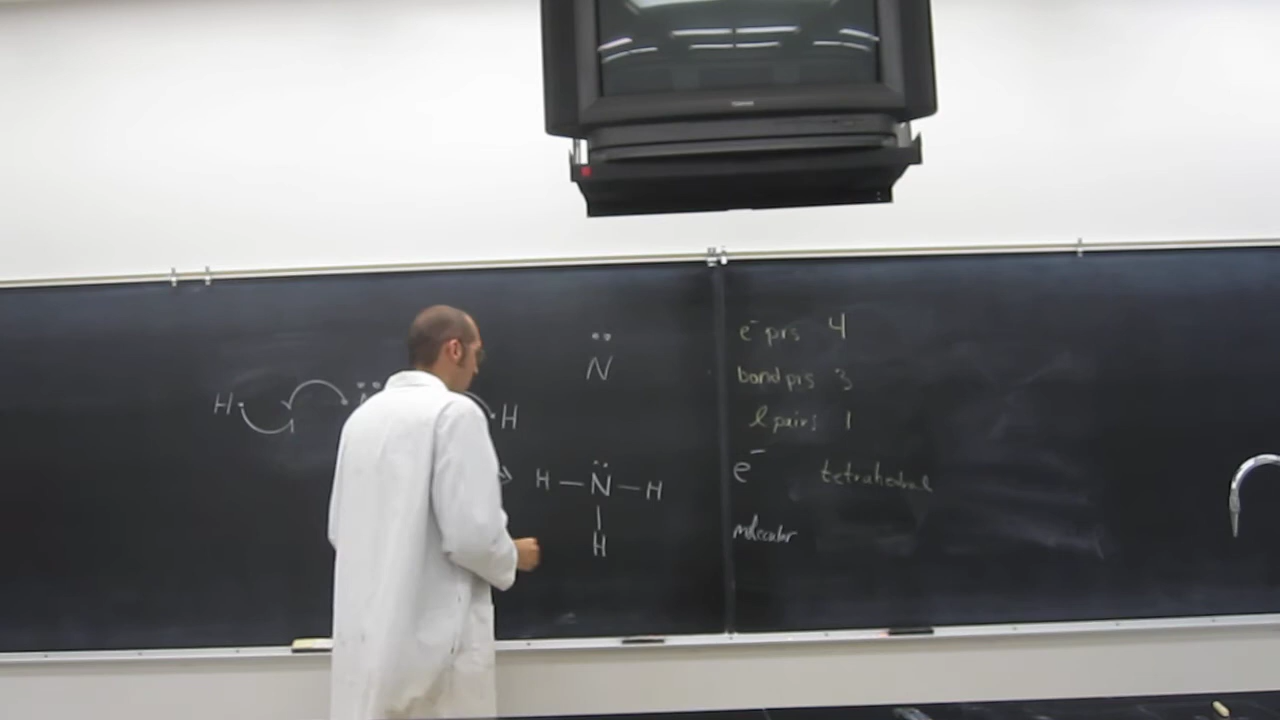 N
H H
H — N — H
|
H
e⁻ prs 4
bond prs 3
l pairs 1
e⁻ tetrahedral
molecular